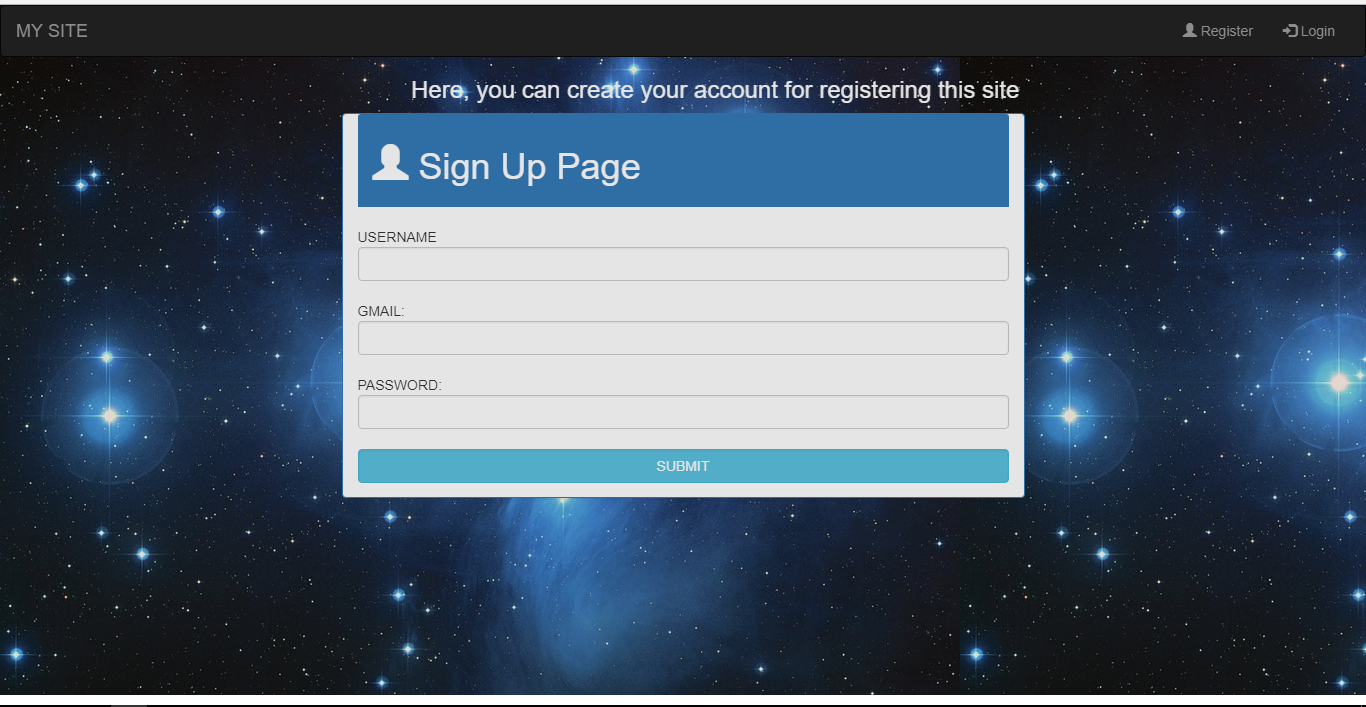 MY SITE
Register
Login
Here, you can create your account for registering this site
Sign Up Page
USERNAME
GMAIL:
PASSWORD:
SUBMIT